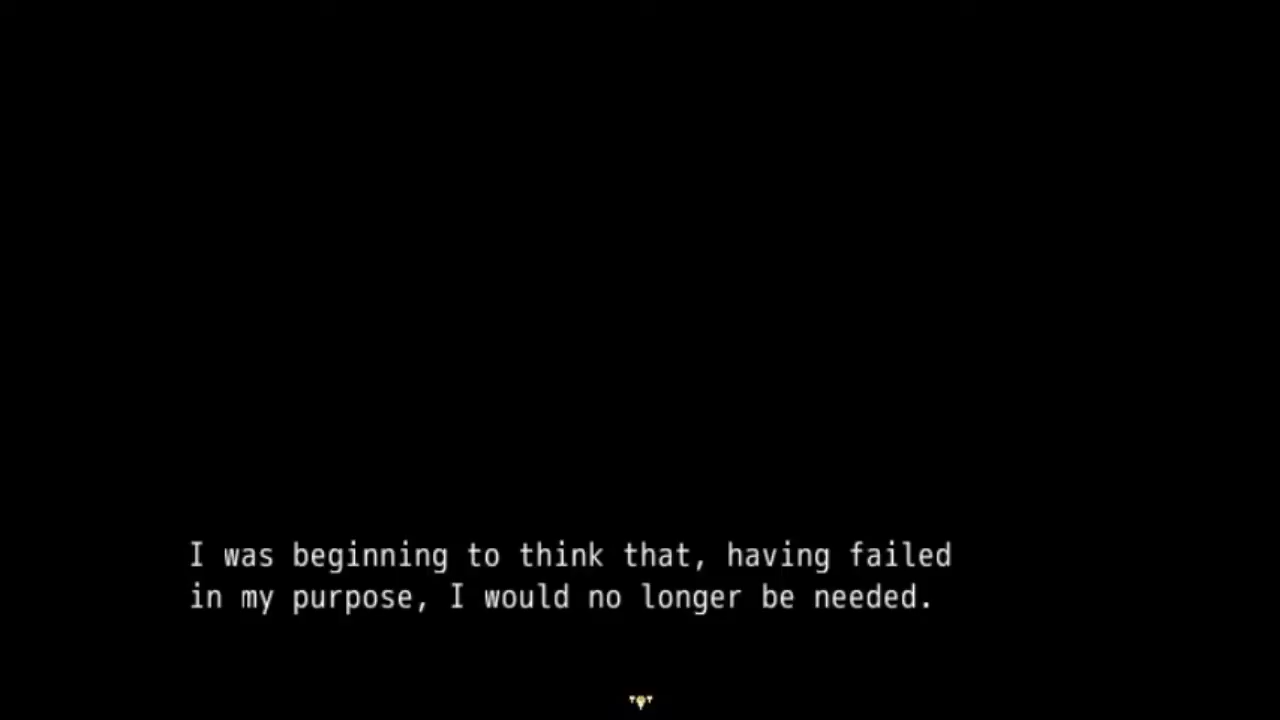 I was beginning to think that, having failed
in my purpose, I would no longer be needed.